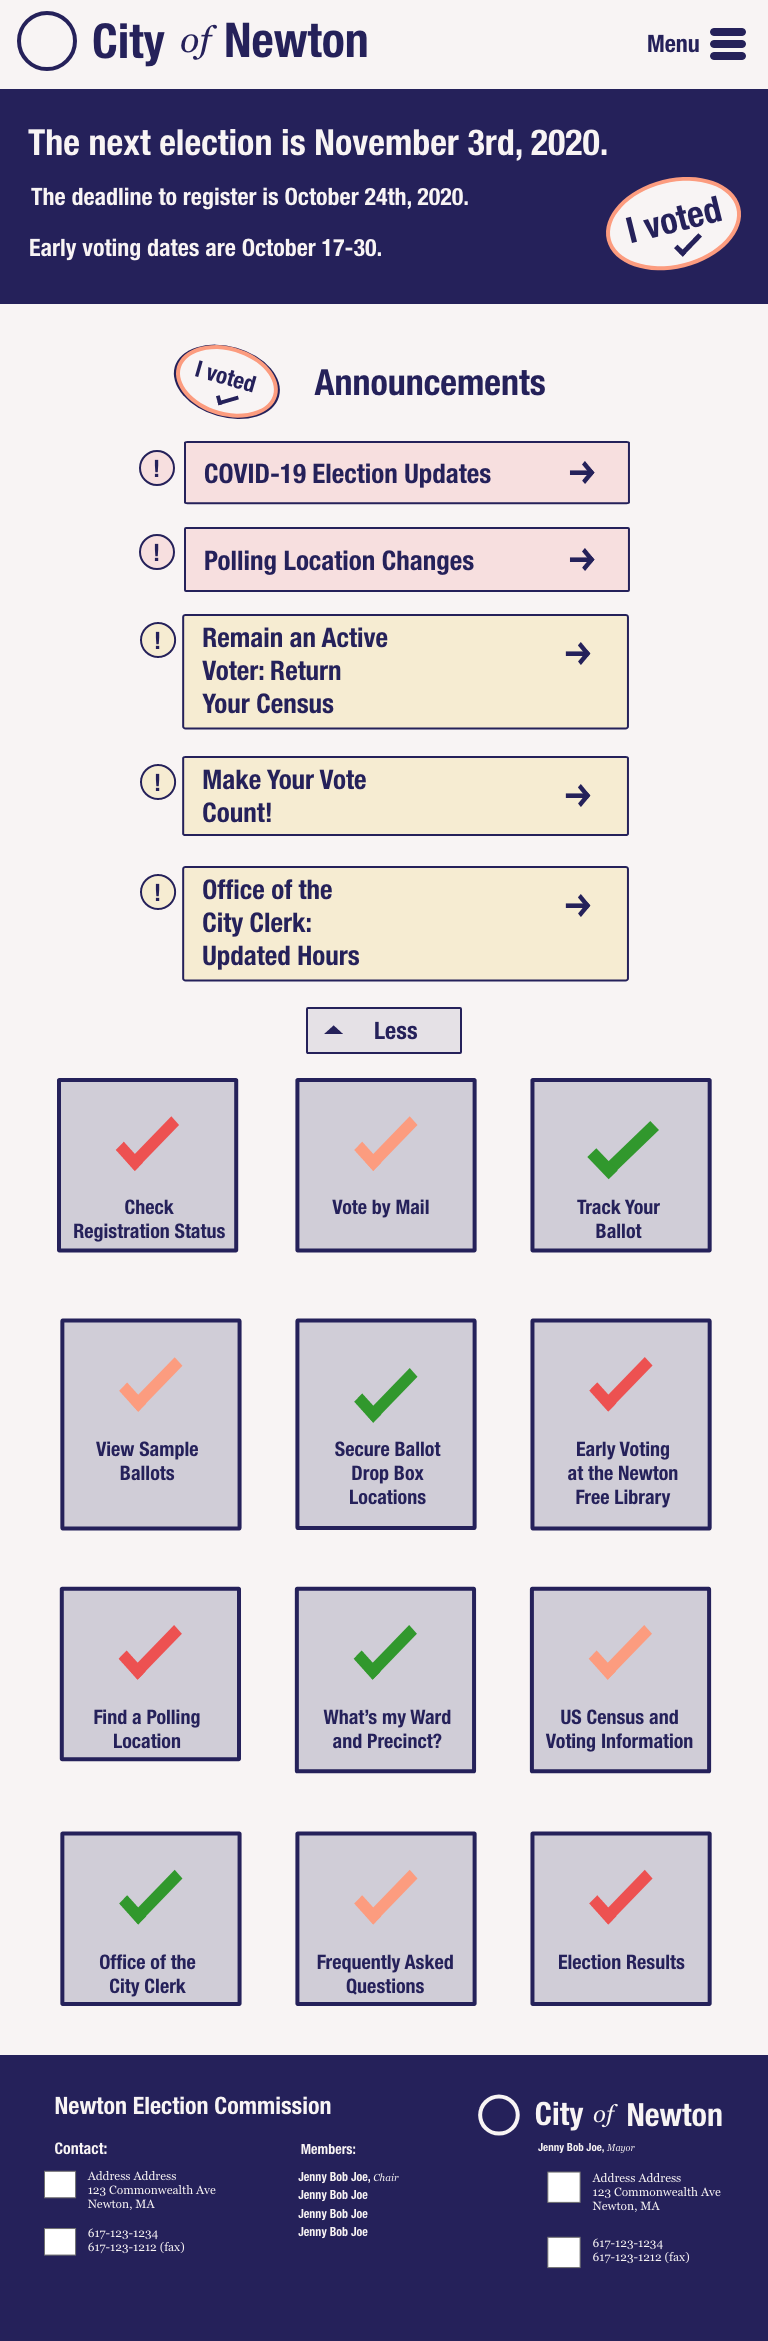 City of Newton
Menu
The next election is November 3rd, 2020.
The deadline to register is October 24th, 2020.
Early voting dates are October 17-30.
I voted
I voted
Announcements
!
COVID-19 Election Updates
!
Polling Location Changes
!
Remain an Active
Voter: Return
Your Census
!
Make Your Vote
Count!
!
Office of the
City Clerk:
Updated Hours
Less
Check
Registration Status
Vote by Mail
Track Your
Ballot
View Sample
Ballots
Secure Ballot
Drop Box
Locations
Early Voting
at the Newton
Free Library
Find a Polling
Location
What's my Ward
and Precinct?
US Census and
Voting Information
Office of the
City Clerk
Frequently Asked
Questions
Election Results
Newton Election Commission
Contact:
Address Address
123 Commonwealth Ave
Newton, MA
617-123-1234
617-123-1212 (fax)
Members:
Jenny Bob Joe, Chair
Jenny Bob Joe
Jenny Bob Joe
Jenny Bob Joe
City of Newton
Jenny Bob Joe, Mayor
Address Address
123 Commonwealth Ave
Newton, MA
617-123-1234
617-123-1212 (fax)